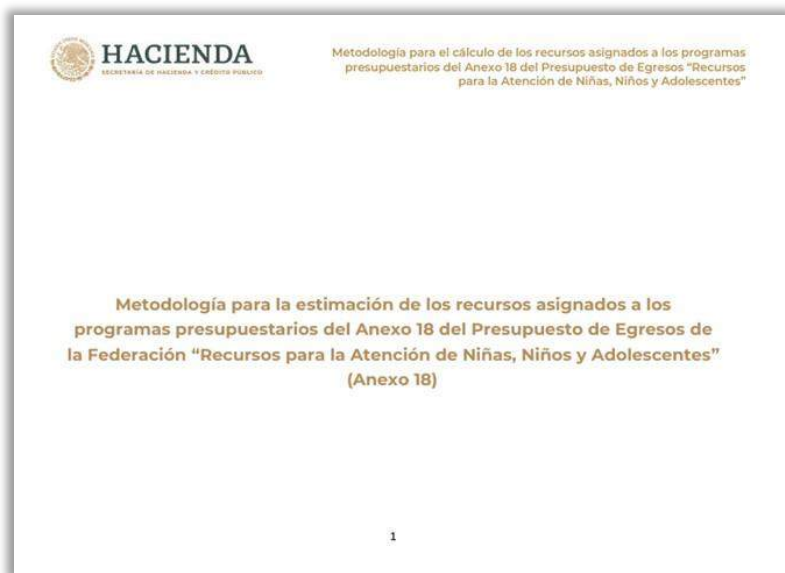 HACIENDA
SECRETARÍA DE HACIENDA Y CRÉDITO PÚBLICO
Metodología para el cálculo de los recursos asignados a los programas
presupuestarios del Anexo 18 del Presupuesto de Egresos “Recursos
para la Atención de Niñas, Niños y Adolescentes”
Metodología para la estimación de los recursos asignados a los
programas presupuestarios del Anexo 18 del Presupuesto de Egresos de
la Federación “Recursos para la Atención de Niñas, Niños y Adolescentes”
(Anexo 18)
1